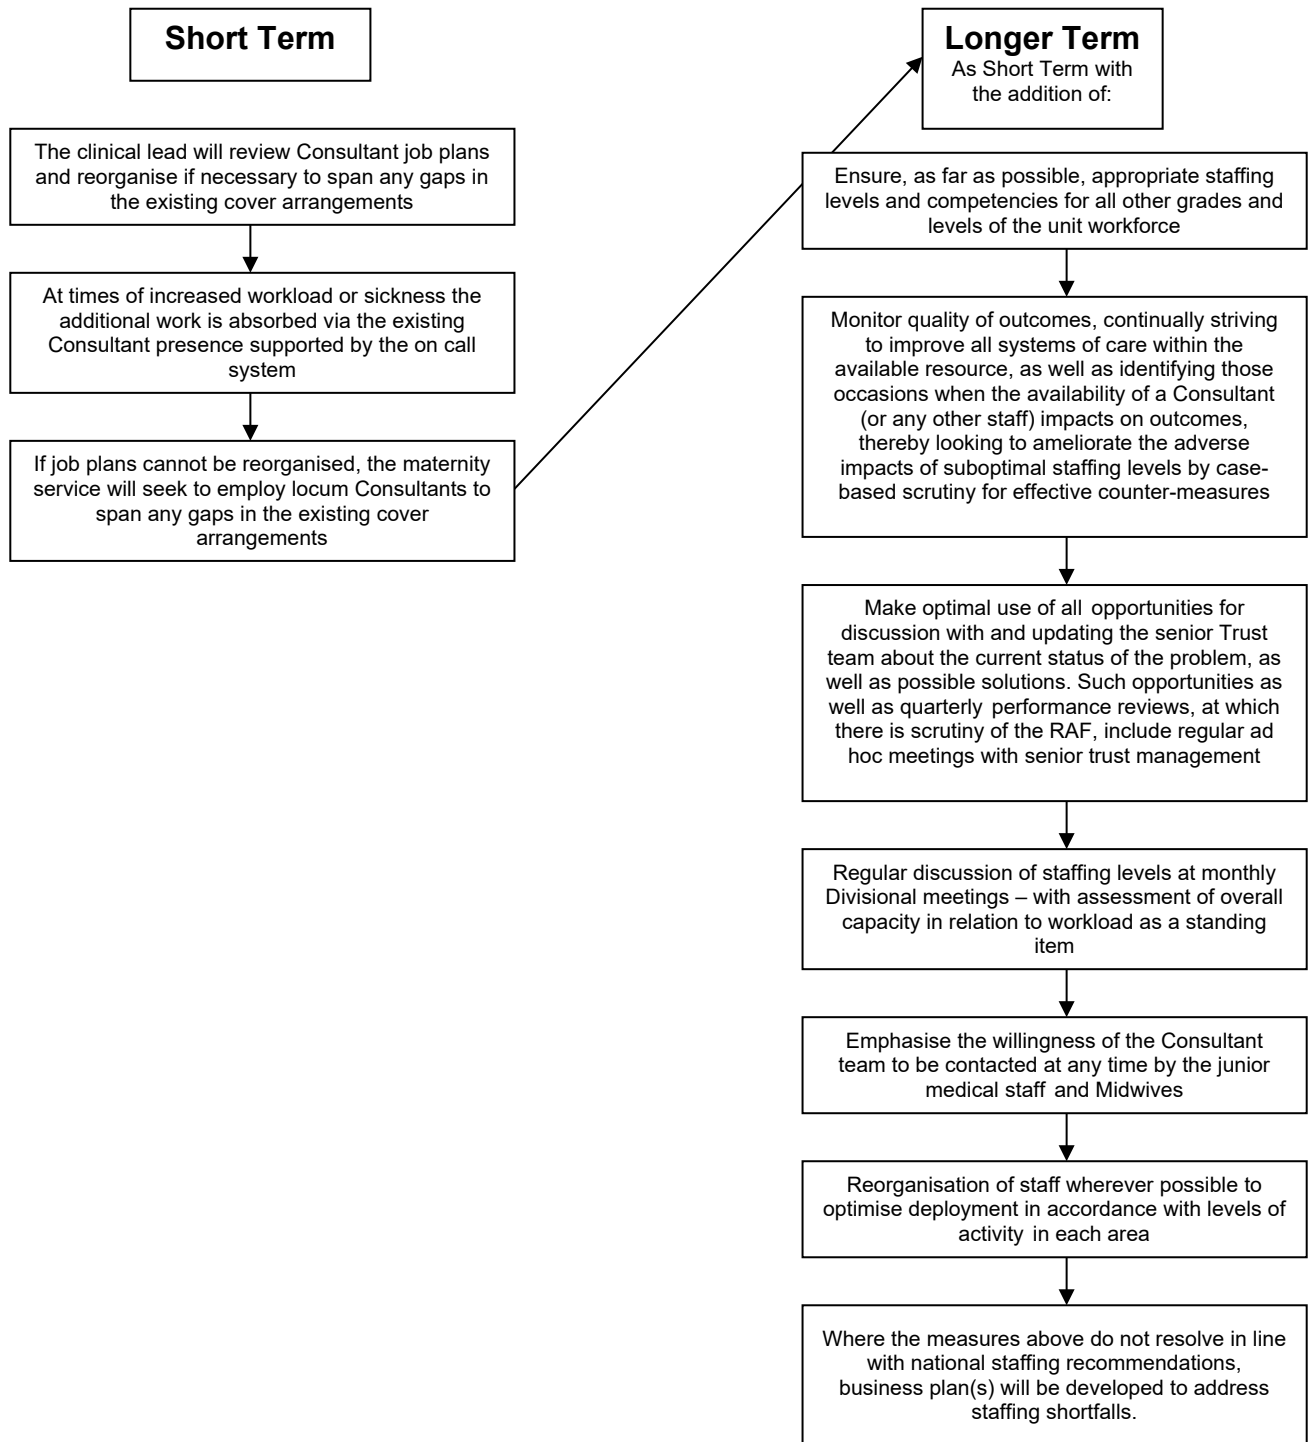 Short Term
The clinical lead will review Consultant job plans
and reorganise if necessary to span any gaps in
the existing cover arrangements
At times of increased workload or sickness the
additional work is absorbed via the existing
Consultant presence supported by the on call
system
If job plans cannot be reorganised, the maternity
service will seek to employ locum Consultants to
span any gaps in the existing cover
arrangements
Longer Term
As Short Term with
the addition of:
Ensure, as far as possible, appropriate staffing
levels and competencies for all other grades and
levels of the unit workforce
Monitor quality of outcomes, continually striving
to improve all systems of care within the
available resource, as well as identifying those
occasions when the availability of a Consultant
(or any other staff) impacts on outcomes,
thereby looking to ameliorate the adverse
impacts of suboptimal staffing levels by case-
based scrutiny for effective counter-measures
Make optimal use of all opportunities for
discussion with and updating the senior Trust
team about the current status of the problem, as
well as possible solutions. Such opportunities as
well as quarterly performance reviews, at which
there is scrutiny of the RAF, include regular ad
hoc meetings with senior trust management
Regular discussion of staffing levels at monthly
Divisional meetings – with assessment of overall
capacity in relation to workload as a standing
item
Emphasise the willingness of the Consultant
team to be contacted at any time by the junior
medical staff and Midwives
Reorganisation of staff wherever possible to
optimise deployment in accordance with levels of
activity in each area
Where the measures above do not resolve in line
with national staffing recommendations,
business plan(s) will be developed to address
staffing shortfalls.